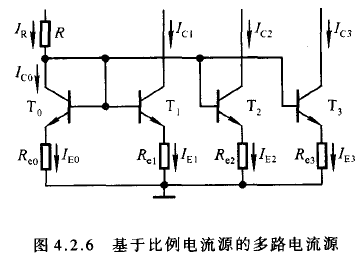 I_R R I_C1 I_C2 I_C3
I_C0
T_0 T_1 T_2 T_3
R_e0 I_E0 R_e1 I_E1 R_e2 I_E2 R_e3 I_E3
图 4.2.6 基于比例电流源的多路电流源